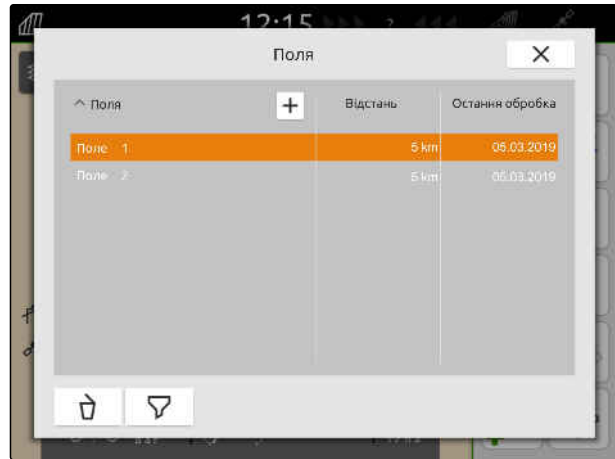 12:15 ?
Поля
^ Поля + Відстань Остання обробка
Поле 1 5 km 05.03.2019
Поле 2 5 km 05.03.2019